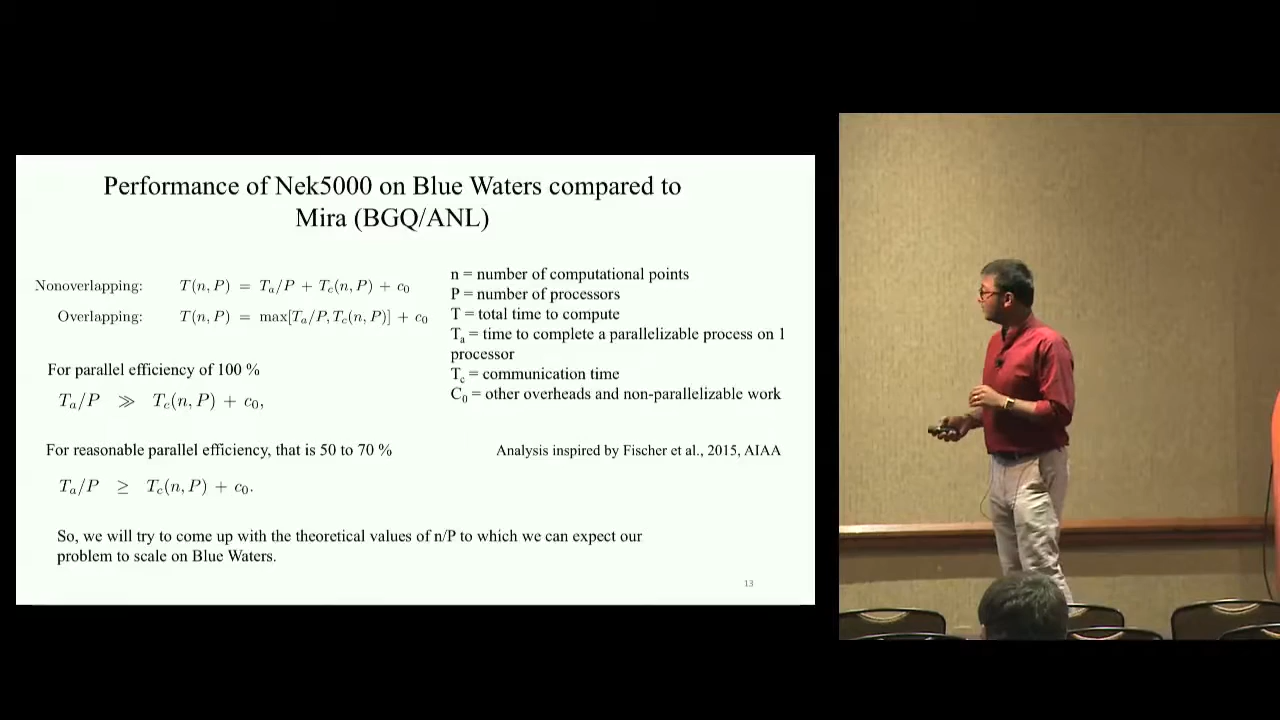 Performance of Nek5000 on Blue Waters compared to
Mira (BGQ/ANL)
Nonoverlapping: T(n, P) = Tₐ/P + T_c(n, P) + c₀
Overlapping: T(n, P) = max[Tₐ/P, T_c(n, P)] + c₀
For parallel efficiency of 100 %
Tₐ/P ≫ T_c(n, P) + c₀,
For reasonable parallel efficiency, that is 50 to 70 %
Tₐ/P ≥ T_c(n, P) + c₀.
n = number of computational points
P = number of processors
T = total time to compute
Tₐ = time to complete a parallelizable process on 1
processor
T_c = communication time
C₀ = other overheads and non-parallelizable work
Analysis inspired by Fischer et al., 2015, AIAA
So, we will try to come up with the theoretical values of n/P to which we can expect our
problem to scale on Blue Waters.
13